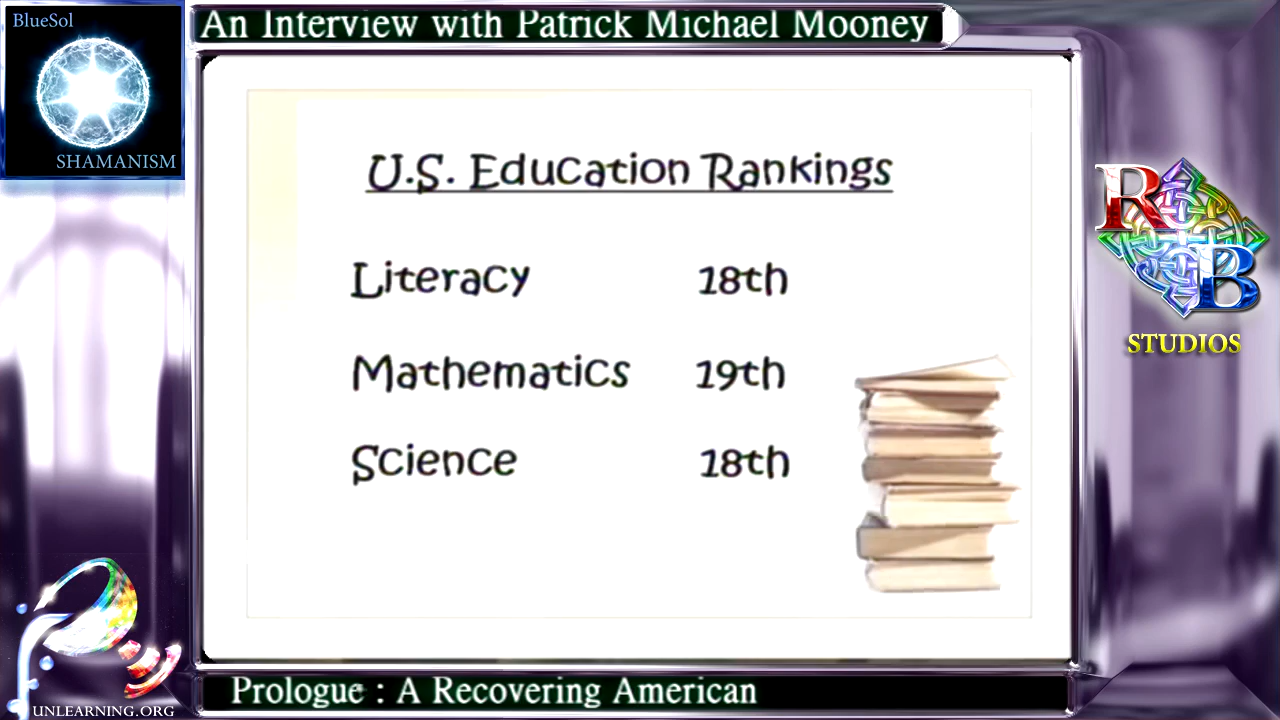 BlueSol
SHAMANISM
An Interview with Patrick Michael Mooney
U.S. Education Rankings
Literacy 18th
Mathematics 19th
Science 18th
R B
STUDIOS
UNLEARNING.ORG
Prologue : A Recovering American